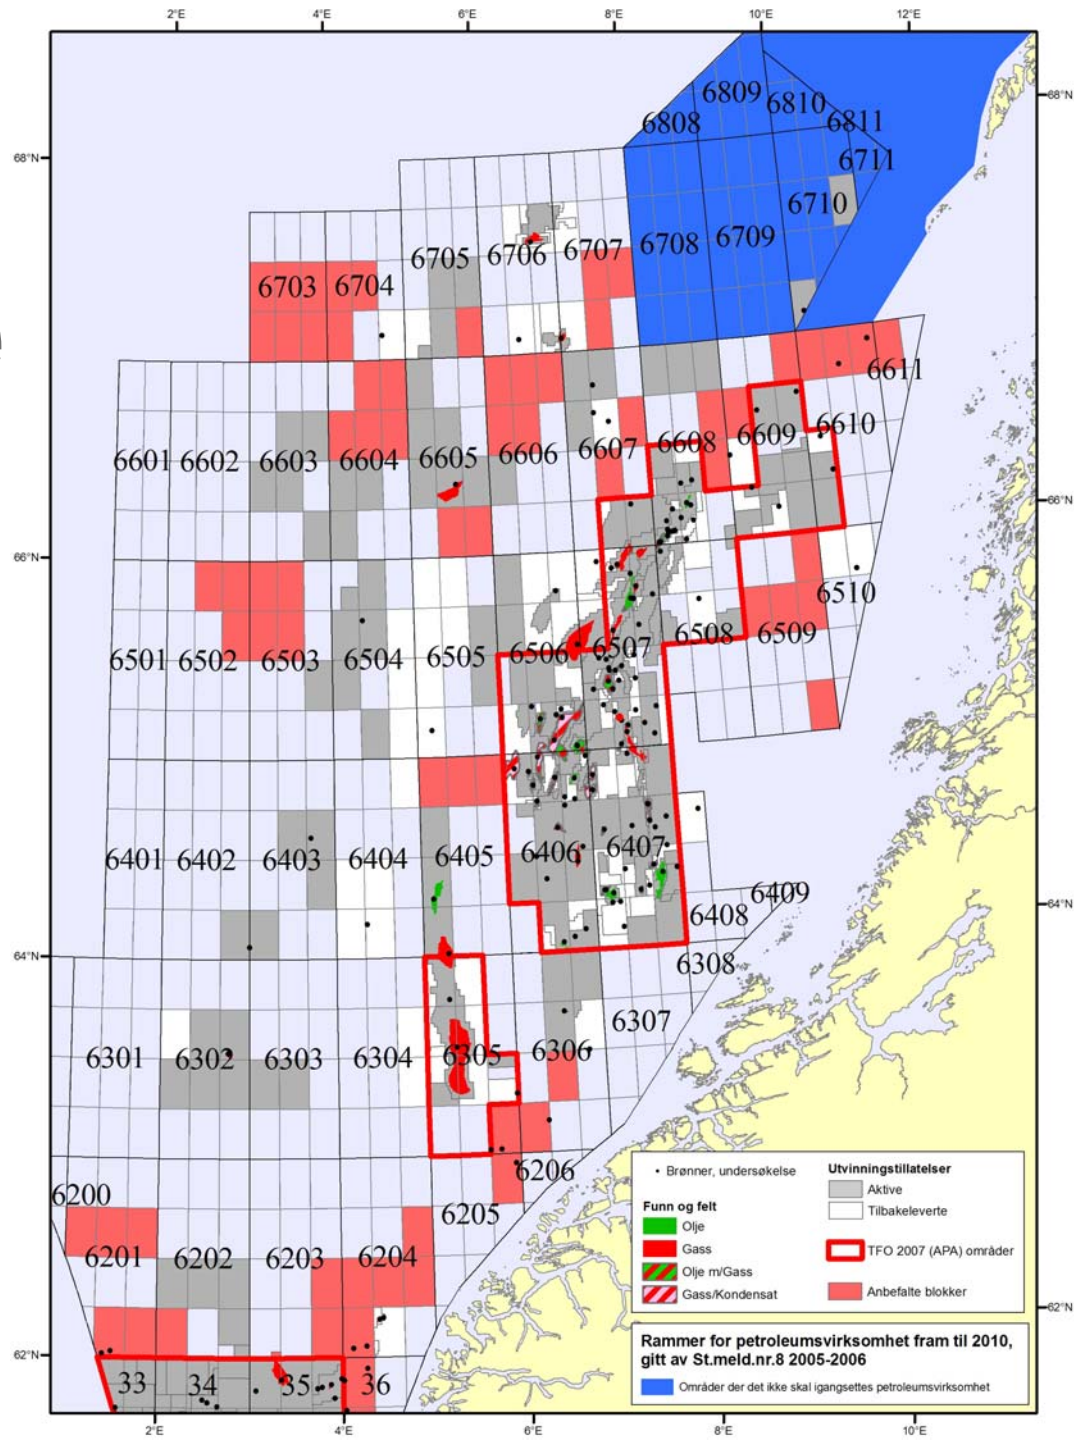 2°E 4°E 6°E 8°E 10°E 12°E
68°N
68°N
6809
6810
6808
6811
6711
6710
6705 6706 6707 6708 6709
6703 6704
6611
6610
6609
6608
6607
6606
6605
6604
6603
6602
6601
66°N
66°N
6510
6509
6508
6507
6506
6505
6504
6503
6502
6501
6401 6402 6403 6404 6405 6406 6407
6409
6408
64°N
64°N
6308
6307
6306
6305
6304
6303
6302
6301
6206
6205
6200
6201 6202 6203 6204
62°N
62°N
33 34 35 36
2°E 4°E 6°E 8°E 10°E
Brønner, undersøkelse
Funn og felt
Olje
Gass
Olje m/Gass
Gass/Kondensat
Utvinningstillatelser
Aktive
Tilbakeleverte
TFO 2007 (APA) områder
Anbefalte blokker
Rammer for petroleumsvirksomhet fram til 2010,
gitt av St.meld.nr.8 2005-2006
Områder der det ikke skal igangsettes petroleumsvirksomhet